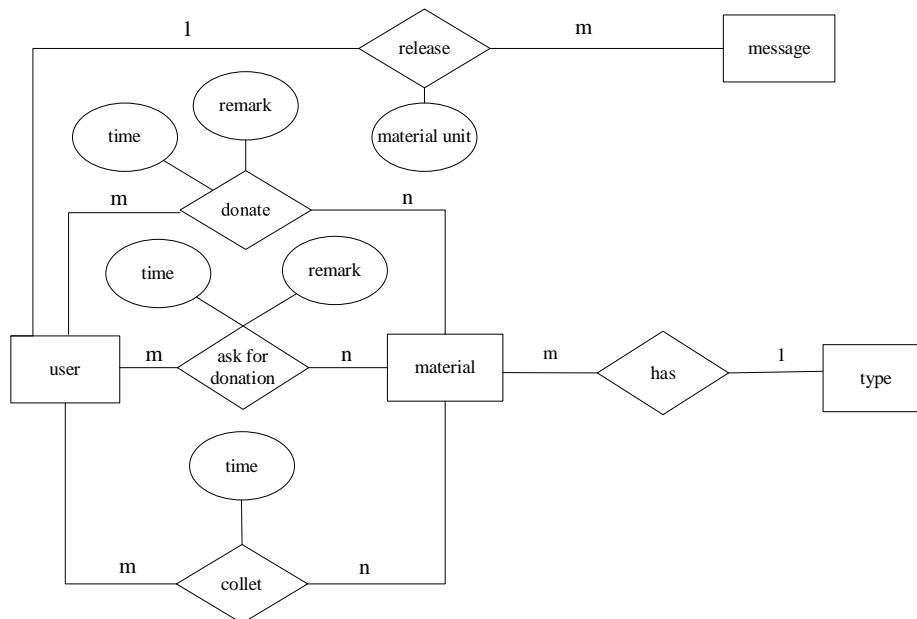 1
release
m
message
remark
time
material unit
m
donate
n
time
remark
user
m
ask for
donation
n
material
m
has
1
type
time
m
collet
n